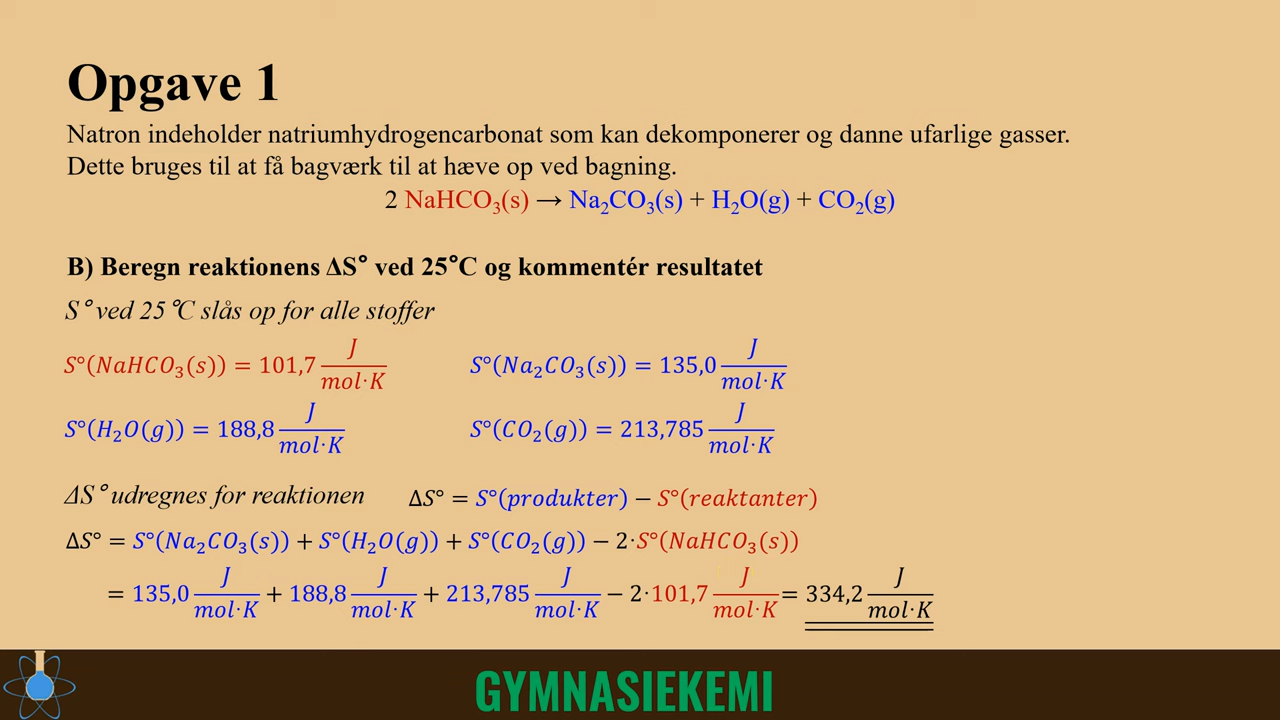 Opgave 1
Natron indeholder natriumhydrogencarbonat som kan dekomponerer og danne ufarlige gasser.
Dette bruges til at få bagværk til at hæve op ved bagning.
2 NaHCO₃(s) → Na₂CO₃(s) + H₂O(g) + CO₂(g)
B) Beregn reaktionens ΔS° ved 25°C og kommentér resultatet
S° ved 25°C slås op for alle stoffer
S°(NaHCO₃(s)) = 101,7 J/mol·K S°(Na₂CO₃(s)) = 135,0 J/mol·K
S°(H₂O(g)) = 188,8 J/mol·K S°(CO₂(g)) = 213,785 J/mol·K
ΔS° udregnes for reaktionen ΔS° = S°(produkter) − S°(reaktanter)
ΔS° = S°(Na₂CO₃(s)) + S°(H₂O(g)) + S°(CO₂(g)) − 2·S°(NaHCO₃(s))
= 135,0 J/mol·K + 188,8 J/mol·K + 213,785 J/mol·K − 2·101,7 J/mol·K = 334,2 J/mol·K
GYMNASIEKEMI